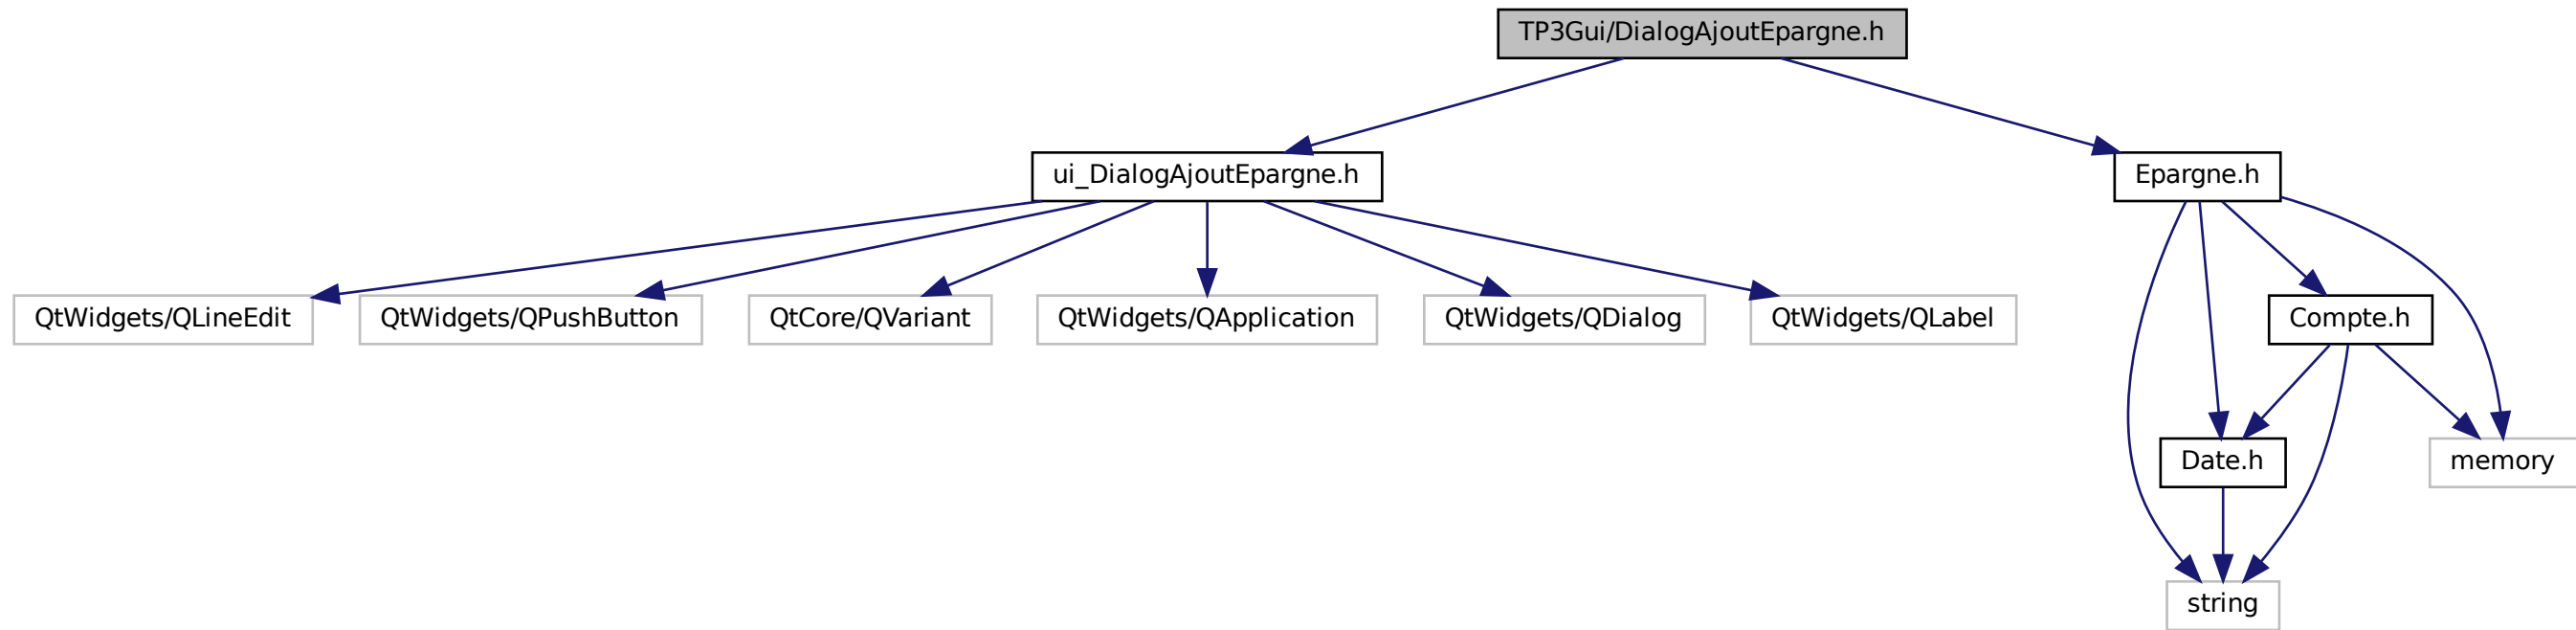 TP3Gui/DialogAjoutEpargne.h
ui_DialogAjoutEpargne.h
Epargne.h
QtWidgets/QLineEdit
QtWidgets/QPushButton
QtCore/QVariant
QtWidgets/QApplication
QtWidgets/QDialog
QtWidgets/QLabel
Compte.h
Date.h
memory
string